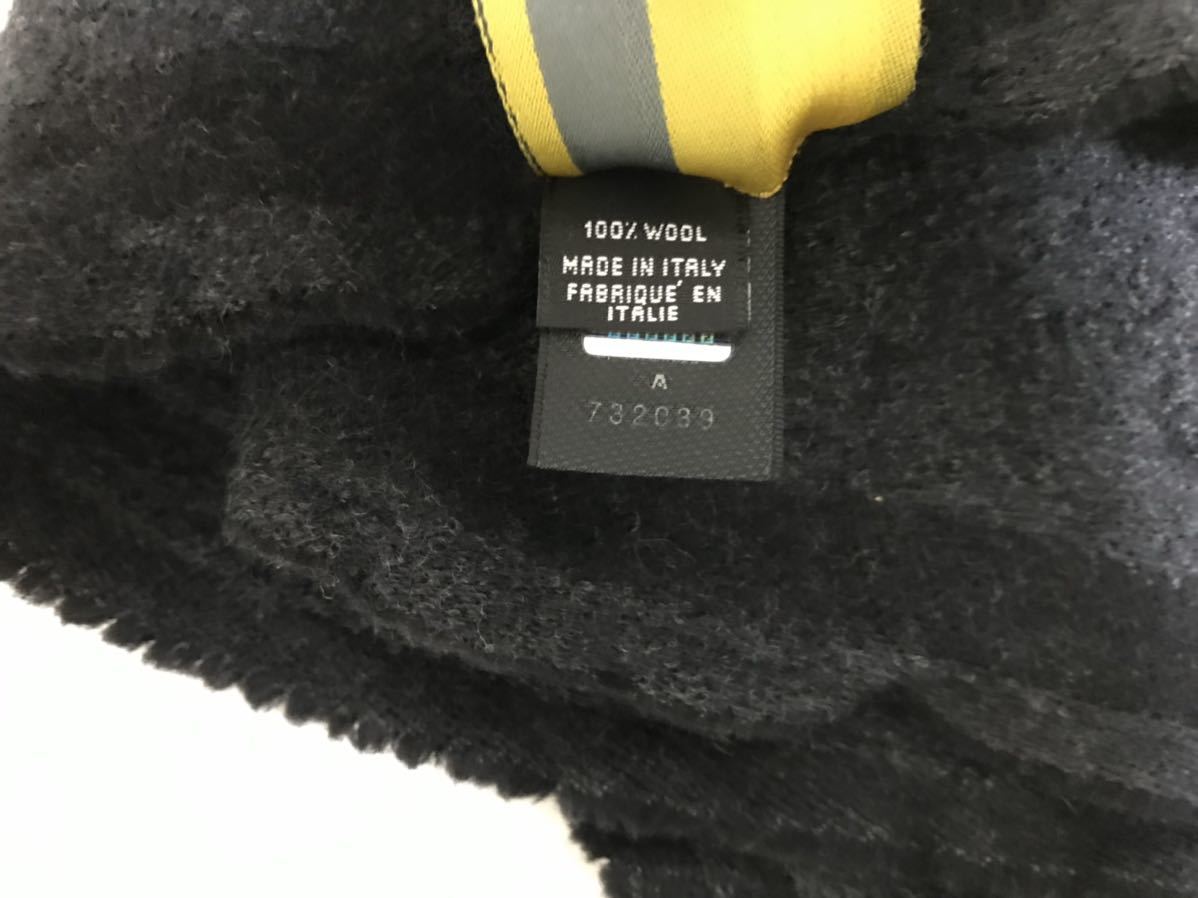 100% WOOL
MADE IN ITALY
FABRIQUE' EN
ITALIE
A
732039